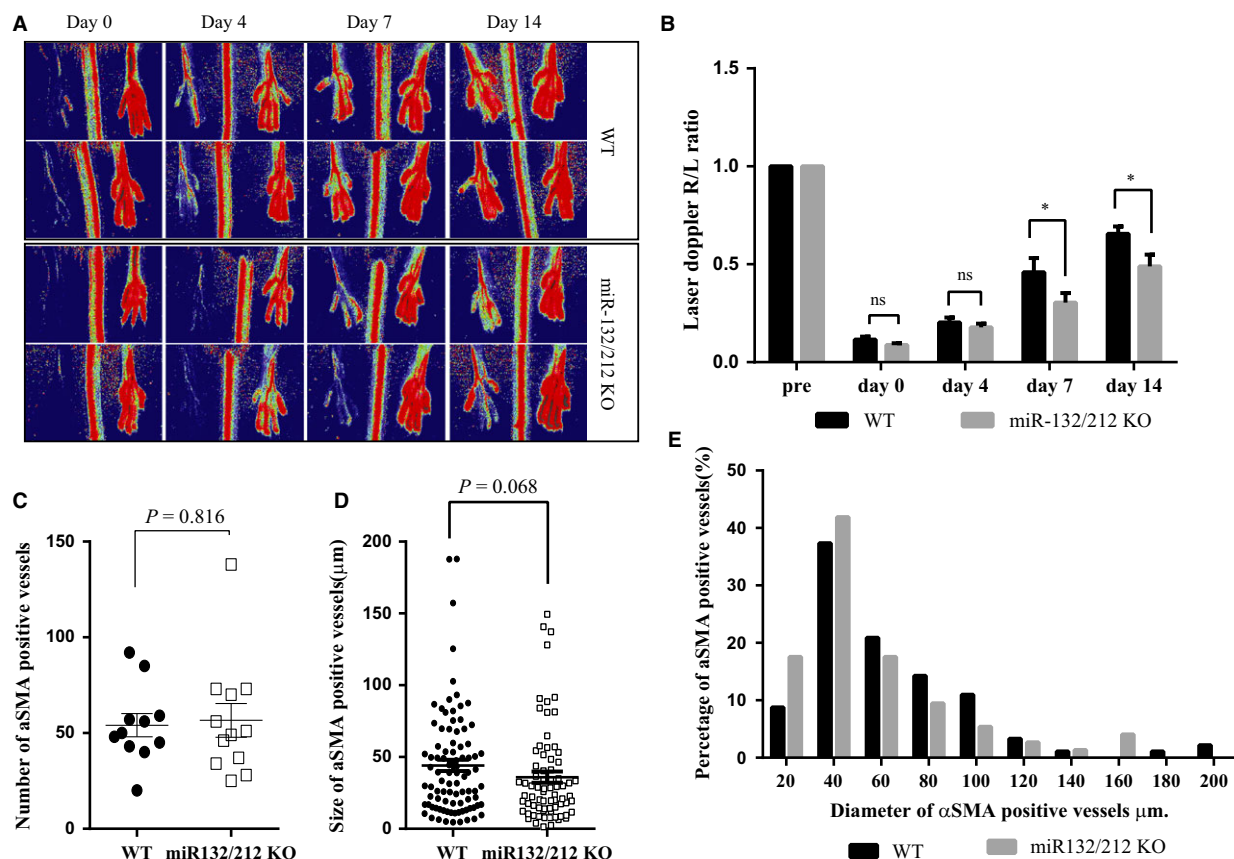 A
Day 0 Day 4 Day 7 Day 14
WT
miR-132/212 KO
B
Laser doppler R/L ratio
1.5
1.0
0.5
0.0
ns
ns
*
*
pre day 0 day 4 day 7 day 14
WT miR-132/212 KO
C
P = 0.816
Number of aSMA positive vessels
150
100
50
0
WT miR132/212 KO
D
P = 0.068
Size of aSMA positive vessels(μm)
200
150
100
50
0
WT miR132/212 KO
E
Percetage of aSMA positive vessels(%)
50
40
30
20
10
0
20 40 60 80 100 120 140 160 180 200
Diameter of αSMA positive vessels μm.
WT miR132/212 KO